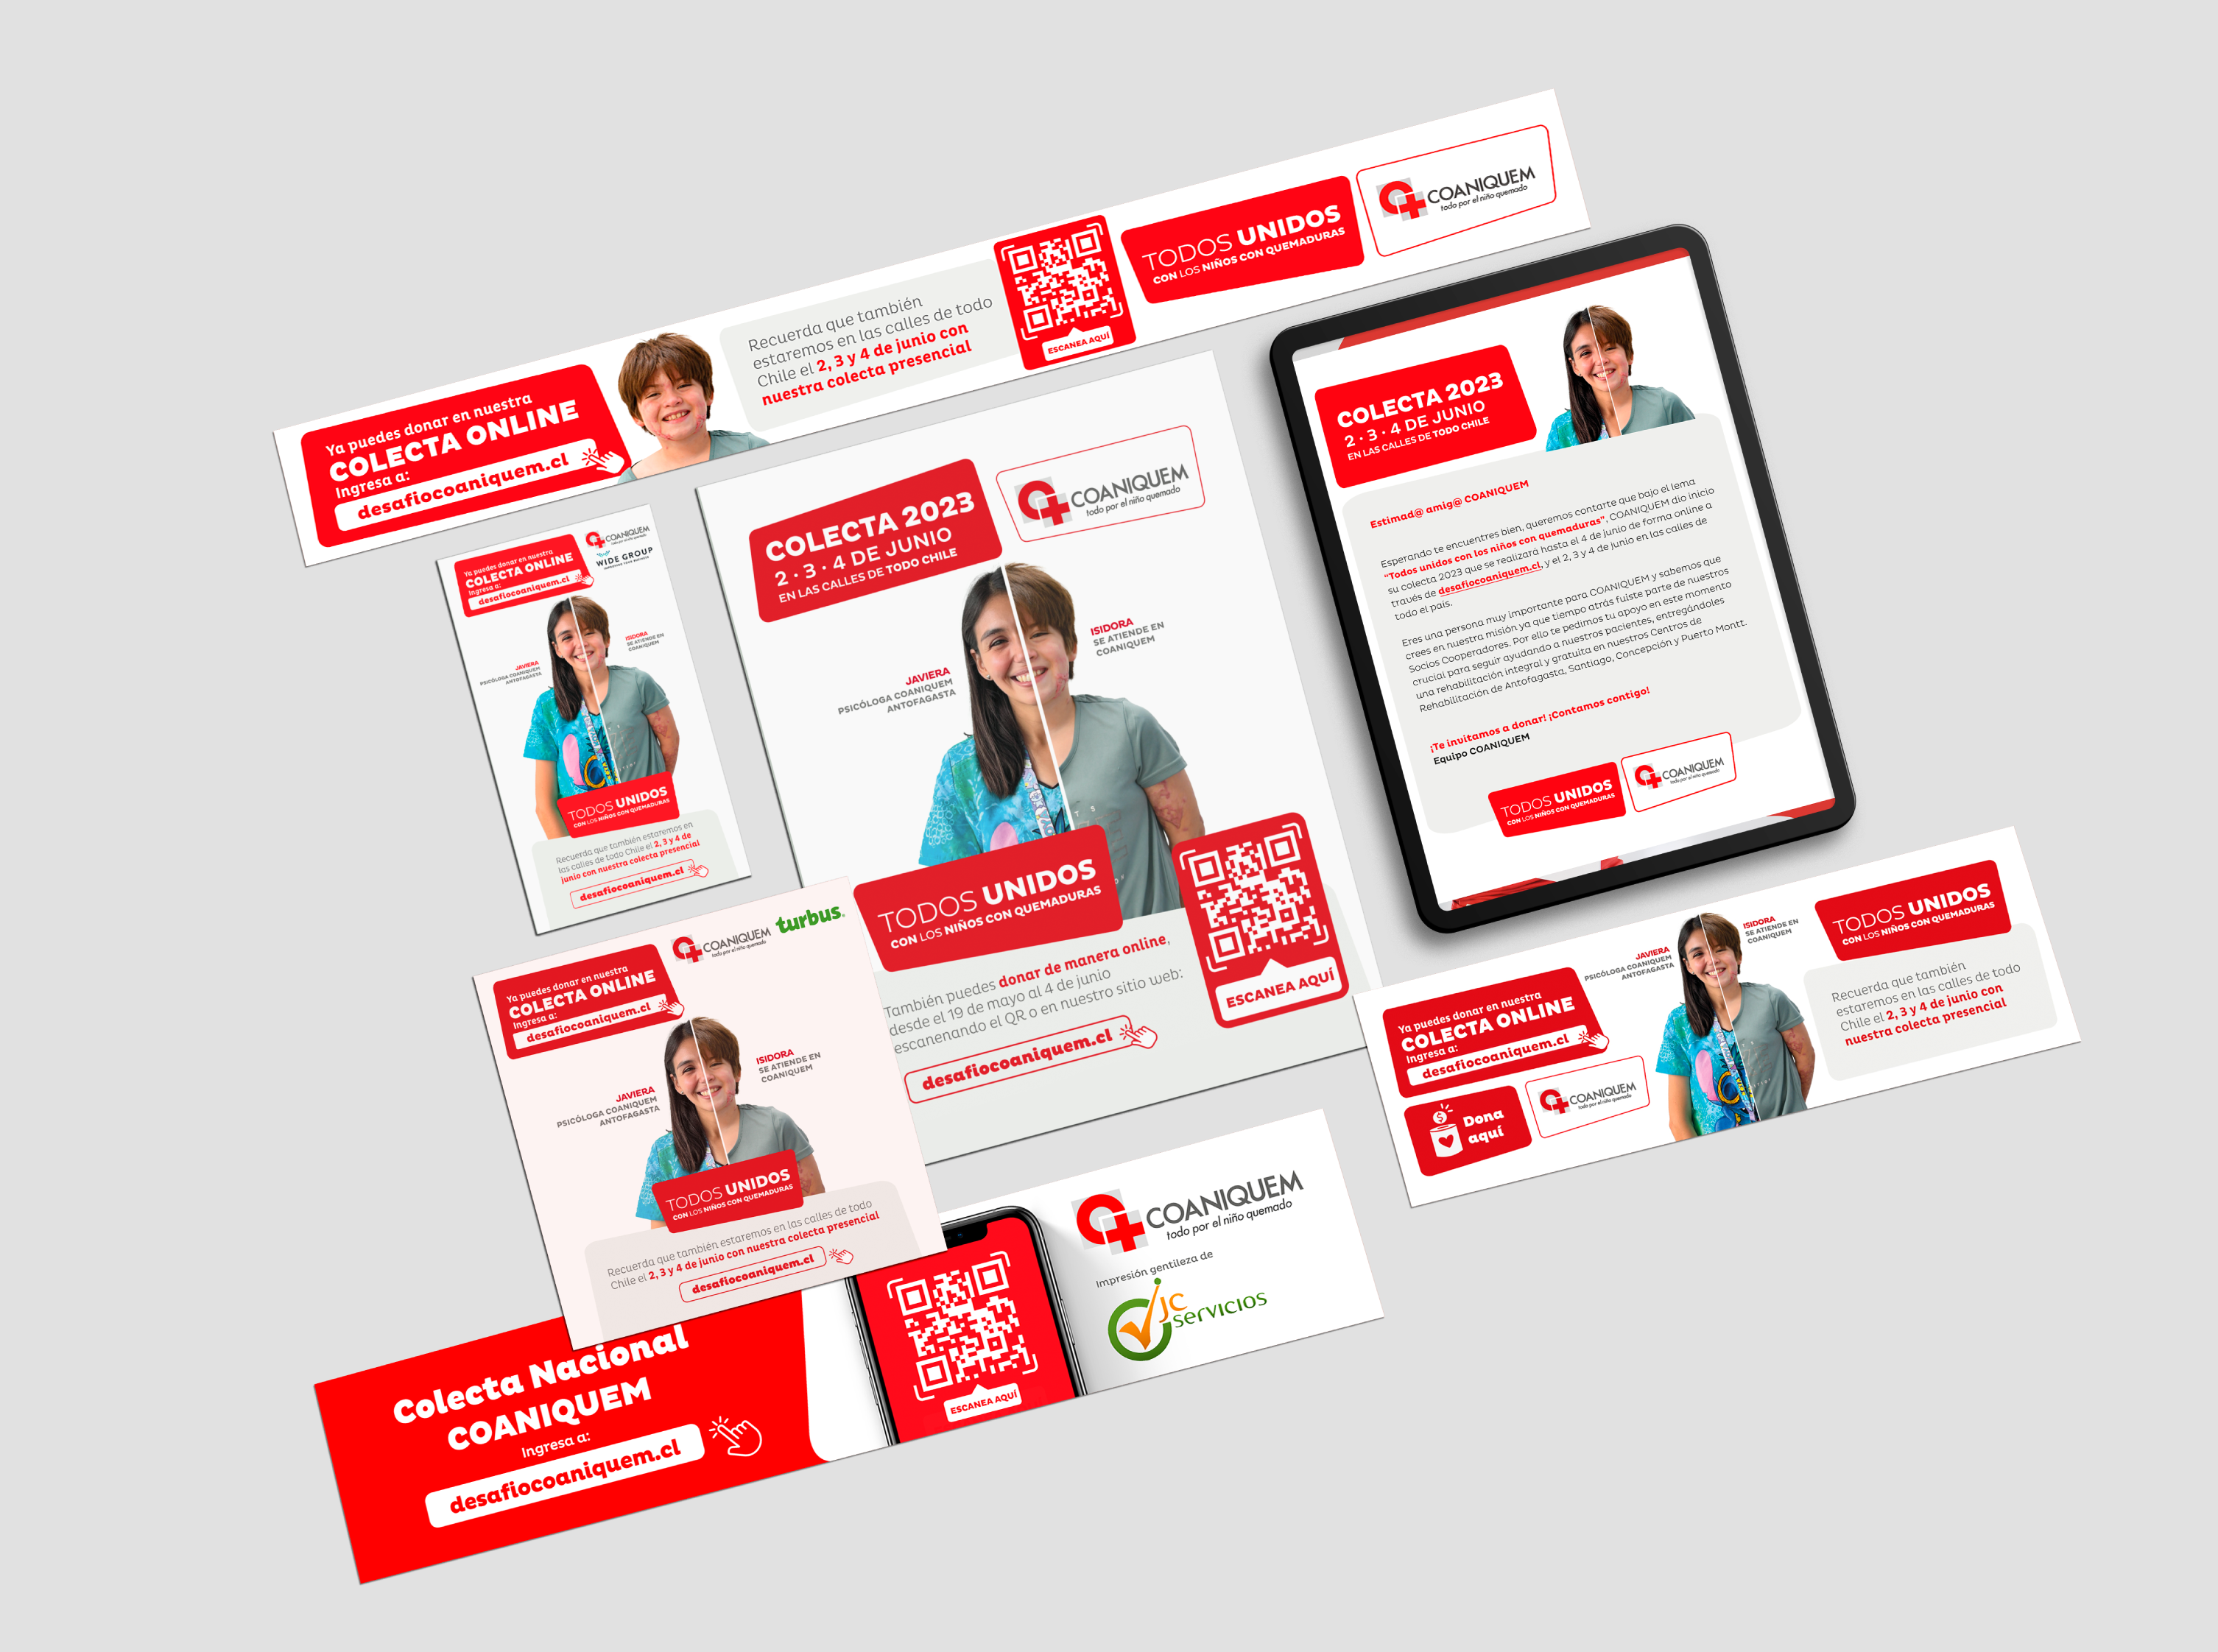 Ya puedes donar en nuestra
COLECTA ONLINE
Ingresa a:
desafiocoaniquem.cl
Recuerda que también
estaremos en las calles de todo
Chile el 2, 3 y 4 de junio con
nuestra colecta presencial
ESCANEA AQUÍ
TODOS UNIDOS
CON LOS NIÑOS CON QUEMADURAS
COANIQUEM
todo por el niño quemado
Ya puedes donar en nuestra
COLECTA ONLINE
Ingresa a:
desafiocoaniquem.cl
COANIQUEM
todo por el niño quemado
WIDE GROUP
JAVIERA
PSICÓLOGA COANIQUEM
ANTOFAGASTA
ISIDORA
SE ATIENDE EN
COANIQUEM
TODOS UNIDOS
CON LOS NIÑOS CON QUEMADURAS
Recuerda que también estaremos en
las calles de todo Chile el 2, 3 y 4 de
junio con nuestra colecta presencial
desafiocoaniquem.cl
COLECTA 2023
2 · 3 · 4 DE JUNIO
EN LAS CALLES DE TODO CHILE
COANIQUEM
todo por el niño quemado
JAVIERA
PSICÓLOGA COANIQUEM
ANTOFAGASTA
ISIDORA
SE ATIENDE EN
COANIQUEM
TODOS UNIDOS
CON LOS NIÑOS CON QUEMADURAS
ESCANEA AQUÍ
También puedes donar de manera online,
desde el 19 de mayo al 4 de junio
escanenando el QR o en nuestro sitio web:
desafiocoaniquem.cl
COLECTA 2023
2 · 3 · 4 DE JUNIO
EN LAS CALLES DE TODO CHILE
Estimad@ amig@ COANIQUEM
Esperando te encuentres bien, queremos contarte que bajo el lema
"Todos unidos con los niños con quemaduras", COANIQUEM dio inicio
su colecta 2023 que se realizará hasta el 4 de junio de forma online a
través de desafiocoaniquem.cl, y el 2, 3 y 4 de junio en las calles de
todo el país.
Eres una persona muy importante para COANIQUEM y sabemos que
crees en nuestra misión ya que tiempo atrás fuiste parte de nuestros
Socios Cooperadores. Por ello te pedimos tu apoyo en este momento
crucial para seguir ayudando a nuestros pacientes, entregándoles
una rehabilitación integral y gratuita en nuestros Centros de
Rehabilitación de Antofagasta, Santiago, Concepción y Puerto Montt.
¡Te invitamos a donar! ¡Contamos contigo!
Equipo COANIQUEM
TODOS UNIDOS
CON LOS NIÑOS CON QUEMADURAS
COANIQUEM
todo por el niño quemado
Ya puedes donar en nuestra
COLECTA ONLINE
Ingresa a:
desafiocoaniquem.cl
COANIQUEM
todo por el niño quemado
turbus
JAVIERA
PSICÓLOGA COANIQUEM
ANTOFAGASTA
ISIDORA
SE ATIENDE EN
COANIQUEM
TODOS UNIDOS
CON LOS NIÑOS CON QUEMADURAS
Recuerda que también estaremos en las calles de todo
Chile el 2, 3 y 4 de junio con nuestra colecta presencial
desafiocoaniquem.cl
Ya puedes donar en nuestra
COLECTA ONLINE
Ingresa a:
desafiocoaniquem.cl
Dona
aquí
COANIQUEM
todo por el niño quemado
JAVIERA
PSICÓLOGA COANIQUEM
ANTOFAGASTA
ISIDORA
SE ATIENDE EN
COANIQUEM
TODOS UNIDOS
CON LOS NIÑOS CON QUEMADURAS
Recuerda que también
estaremos en las calles de todo
Chile el 2, 3 y 4 de junio con
nuestra colecta presencial
Colecta Nacional
COANIQUEM
Ingresa a:
desafiocoaniquem.cl
ESCANEA AQUÍ
COANIQUEM
todo por el niño quemado
Impresión gentileza de
JC
servicios